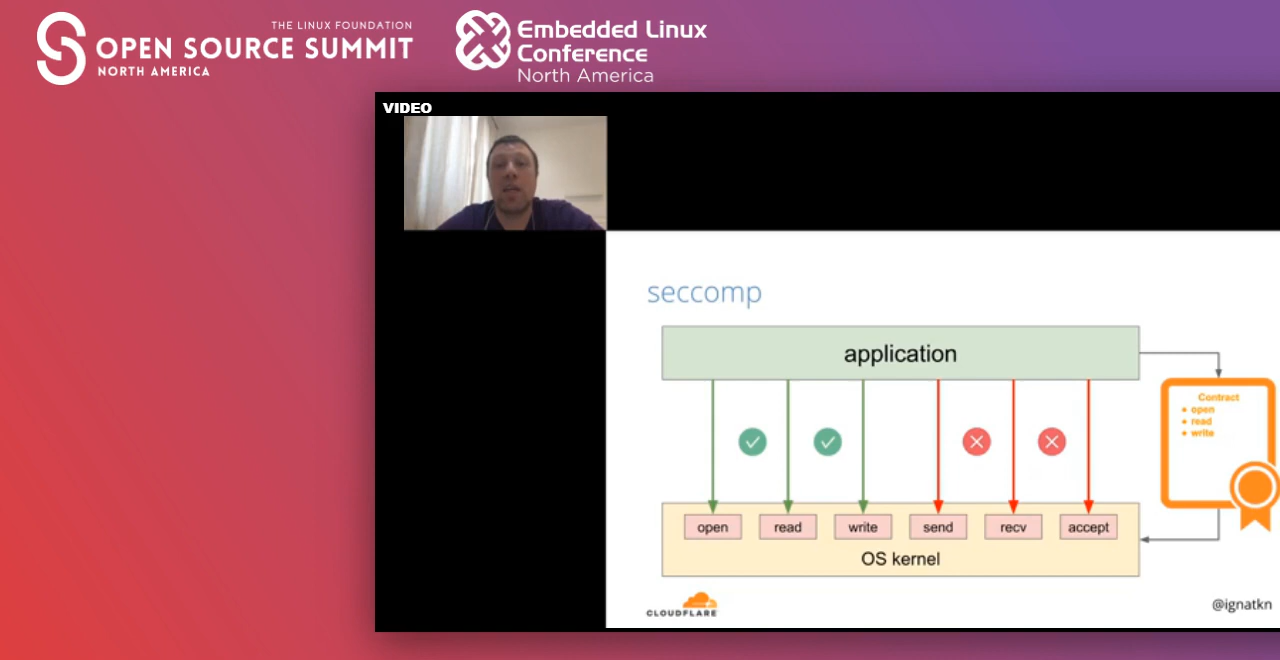 THE LINUX FOUNDATION
OPEN SOURCE SUMMIT
NORTH AMERICA
Embedded Linux
Conference
North America
VIDEO
seccomp
application
Contract
open
read
write
open read write send recv accept
OS kernel
CLOUDFLARE
@ignatkn